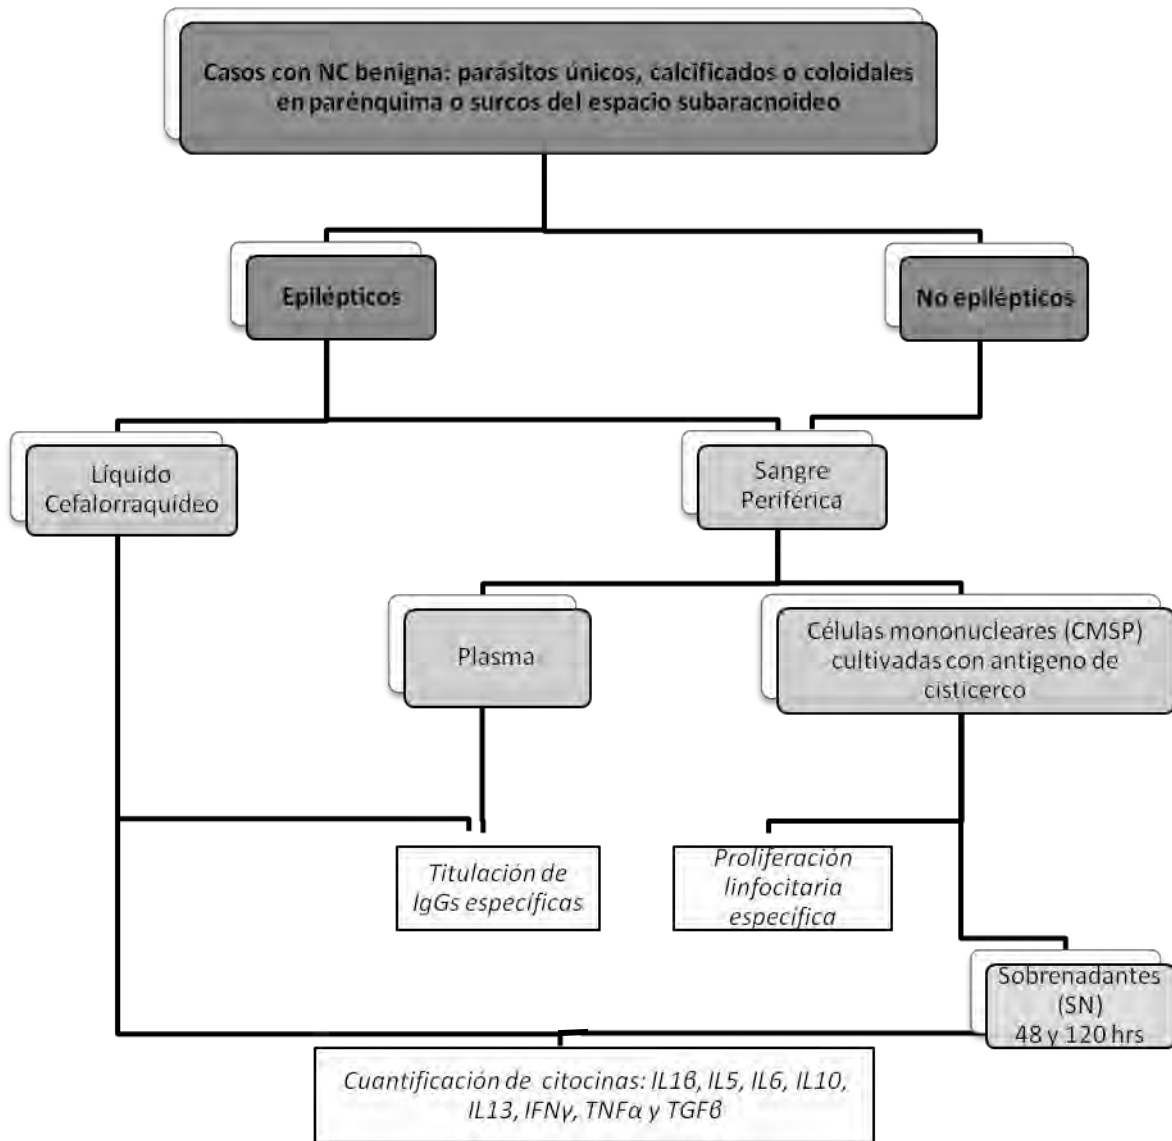 Casos con NC benigna: parásitos únicos, calcificados o coloidales
en parénquima o surcos del espacio subaracnoideo
Epilépticos
No epilépticos
Líquido
Cefalorraquídeo
Sangre
Periférica
Plasma
Células mononucleares (CMSP)
cultivadas con antigeno de
cisticerco
Titulación de
IgGs específicas
Proliferación
linfocitaria
específica
Sobrenadantes
(SN)
48 y 120 hrs
Cuantificación de citocinas: IL1β, IL5, IL6, IL10,
IL13, IFNγ, TNFα y TGFβ